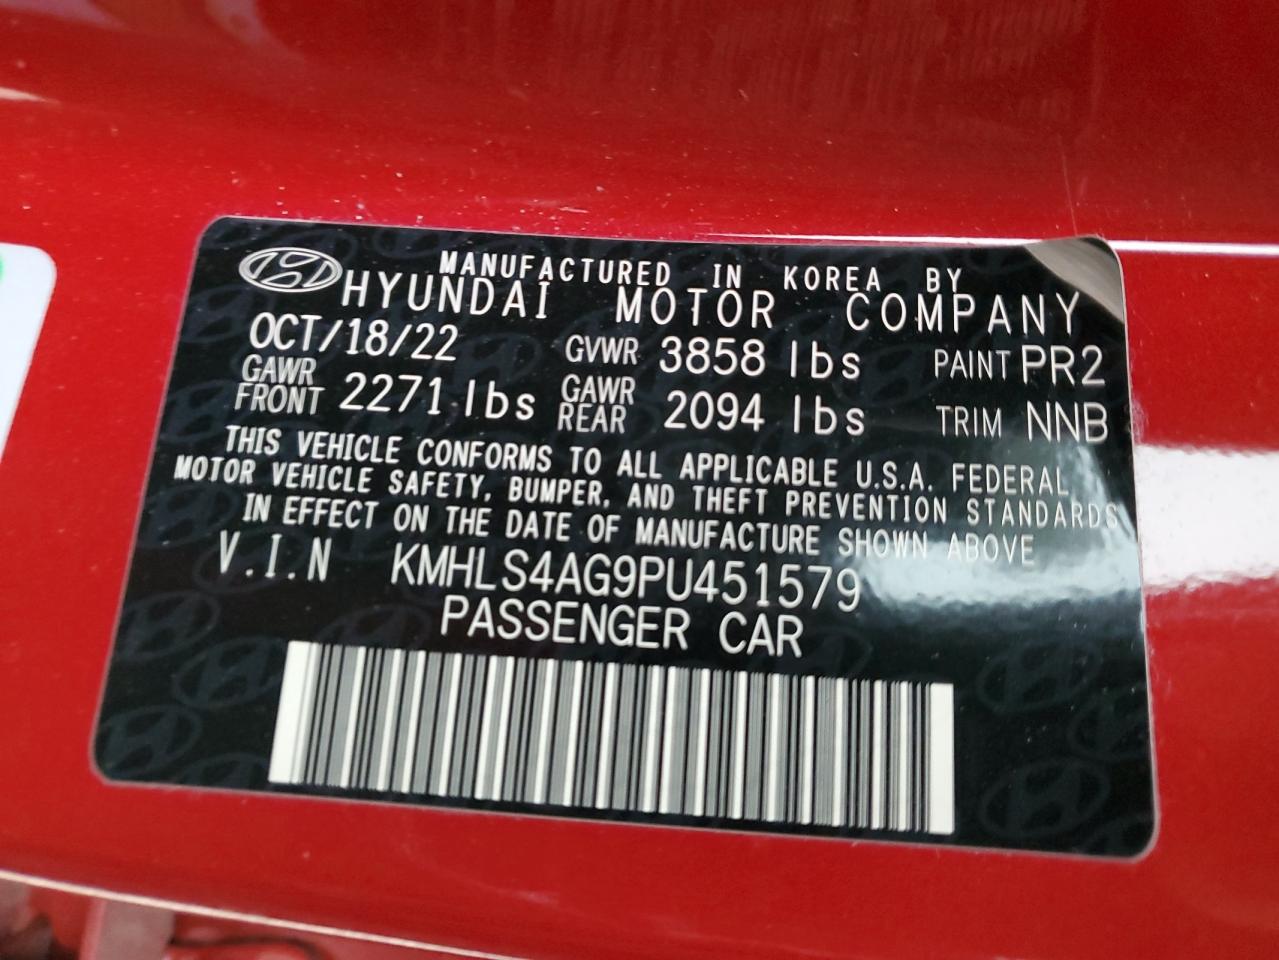 MANUFACTURED IN KOREA BY
HYUNDAI MOTOR COMPANY
OCT/18/22 GVWR 3858 lbs PAINT PR2
GAWR FRONT 2271 lbs GAWR REAR 2094 lbs TRIM NNB
THIS VEHICLE CONFORMS TO ALL APPLICABLE U.S.A. FEDERAL
MOTOR VEHICLE SAFETY, BUMPER, AND THEFT PREVENTION STANDARDS
IN EFFECT ON THE DATE OF MANUFACTURE SHOWN ABOVE
V.I.N KMHLS4AG9PU451579
PASSENGER CAR